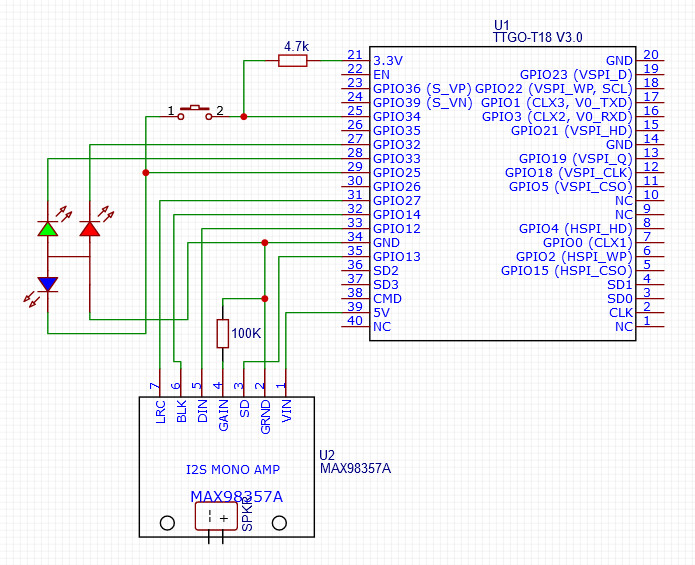 U1
TTGO-T18 V3.0
4.7k
21 3.3V GND 20
22 EN GPIO23 (VSPI_D) 19
23 GPIO36 (S_VP) GPIO22 (VSPI_WP, SCL) 18
24 GPIO39 (S_VN) GPIO1 (CLX3, V0_TXD) 17
1 2 25 GPIO34 GPIO3 (CLX2, V0_RXD) 16
26 GPIO35 GPIO21 (VSPI_HD) 15
27 GPIO32 GND 14
28 GPIO33 GPIO19 (VSPI_Q) 13
29 GPIO25 GPIO18 (VSPI_CLK) 12
30 GPIO26 GPIO5 (VSPI_CSO) 11
31 GPIO27 NC 10
32 GPIO14 NC 9
33 GPIO12 GPIO4 (HSPI_HD) 8
34 GND GPIO0 (CLX1) 7
35 GPIO13 GPIO2 (HSPI_WP) 6
36 SD2 GPIO15 (HSPI_CSO) 5
37 SD3 SD1 4
38 CMD SD0 3
39 5V CLK 2
40 NC NC 1
100K
7 6 5 4 3 2 1
LRC BLK DIN GAIN SD GRND VIN
U2
MAX98357A
I2S MONO AMP
MAX98357A
SPKR
- +